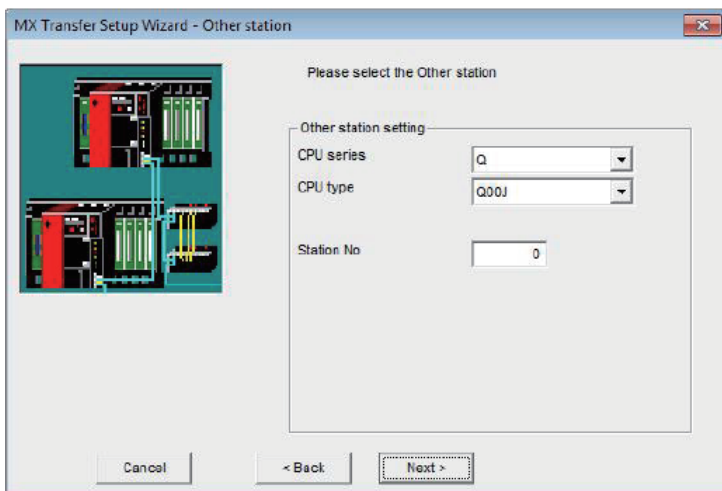 MX Transfer Setup Wizard - Other station
Please select the Other station
Other station setting
CPU series
Q
CPU type
Q00J
Station No
0
Cancel
< Back
Next >